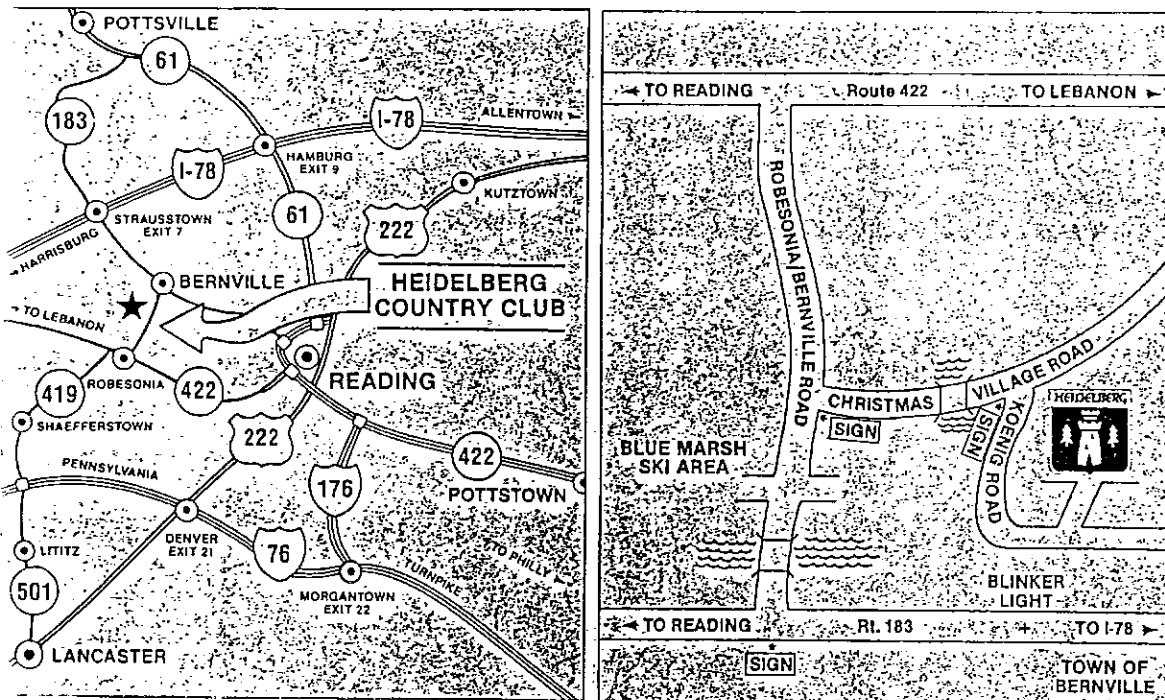 POTTSVILLE
61
183
I-78
ALLENTOWN
HAMBURG
EXIT 9
I-78
KUTZTOWN
61
STRAUSSTOWN
EXIT 7
222
HARRISBURG
BERNVILLE
HEIDELBERG
COUNTRY CLUB
TO LEBANON
ROBESONIA
READING
419
422
SHAEFFERSTOWN
222
PENNSYLVANIA
422
176
POTTSTOWN
DENVER
EXIT 21
LITITZ
76
TO PHILLY
TURNPIKE
501
MORGANTOWN
EXIT 22
LANCASTER
TO READING
Route 422
TO LEBANON
ROBESONIA/BERNVILLE ROAD
CHRISTMAS
VILLAGE ROAD
HEIDELBERG
SIGN
SIGN
KOENIG ROAD
BLUE MARSH
SKI AREA
BLINKER
LIGHT
TO READING
Rt. 183
TO I-78
SIGN
TOWN OF
BERNVILLE